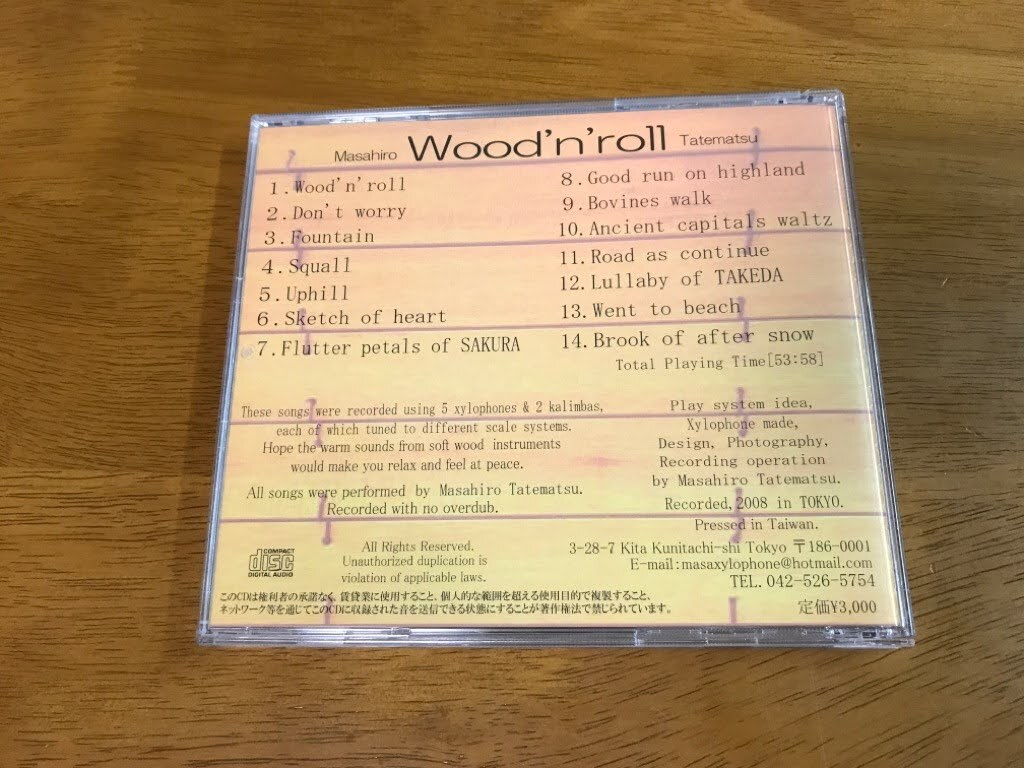 Masahiro Wood'n'roll Tatematsu
1.Wood'n'roll
2.Don't worry
3.Fountain
4.Squall
5.Uphill
6.Sketch of heart
7.Flutter petals of SAKURA
8.Good run on highland
9.Bovines walk
10.Ancient capitals waltz
11.Road as continue
12.Lullaby of TAKEDA
13.Went to beach
14.Brook of after snow
Total Playing Time[53:58]
These songs were recorded using 5 xylophones & 2 kalimbas,
each of which tuned to different scale systems.
Hope the warm sounds from soft wood instruments
would make you relax and feel at peace.
All songs were performed by Masahiro Tatematsu.
Recorded with no overdub.
Play system idea,
Xylophone made,
Design, Photography,
Recording operation
by Masahiro Tatematsu.
Recorded,2008 in TOKYO.
Pressed in Taiwan.
COMPACT
disc
DIGITAL AUDIO
All Rights Reserved.
Unauthorized duplication is
violation of applicable laws.
3-28-7 Kita Kunitachi-shi Tokyo 〒186-0001
E-mail:masaxylophone@hotmail.com
TEL. 042-526-5754
このCDは権利者の承諾なく、賃貸業に使用すること、個人的な範囲を超える使用目的で複製すること、
ネットワーク等を通じてこのCDに収録された音を送信できる状態にすることが著作権法で禁じられています。
定価¥3,000